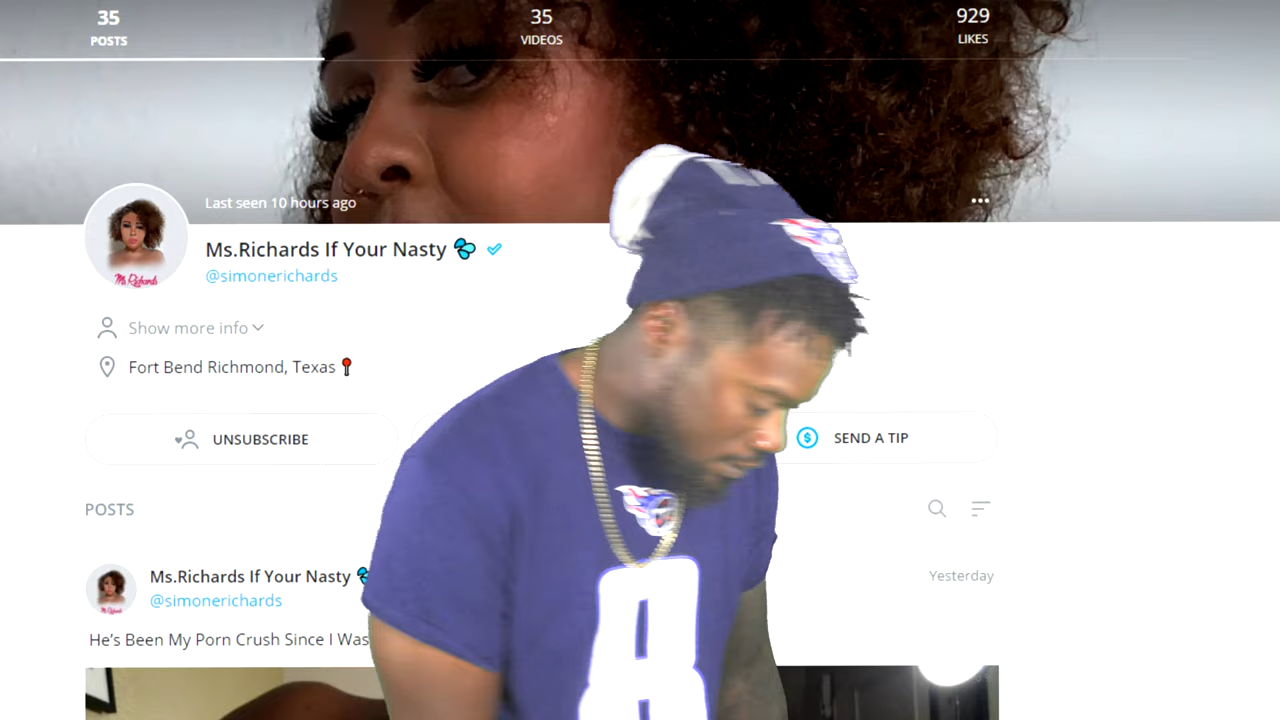 35
POSTS
35
VIDEOS
929
LIKES
Last seen 10 hours ago
Ms.Richards If Your Nasty
@simonerichards
Ms Richards
Show more info
Fort Bend Richmond, Texas
UNSUBSCRIBE
SEND A TIP
POSTS
Ms.Richards If Your Nasty
@simonerichards
Yesterday
He's Been My Porn Crush Since I Was
8